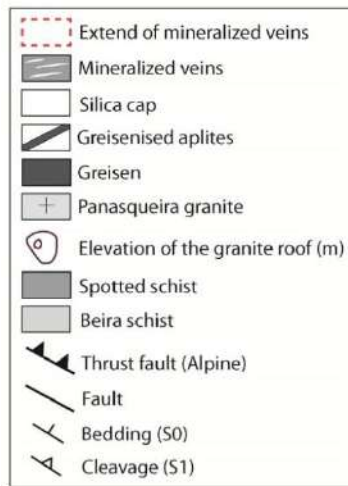 Extend of mineralized veins
Mineralized veins
Silica cap
Greisenised aplites
Greisen
Panasqueira granite
Elevation of the granite roof (m)
Spotted schist
Beira schist
Thrust fault (Alpine)
Fault
Bedding (S0)
Cleavage (S1)